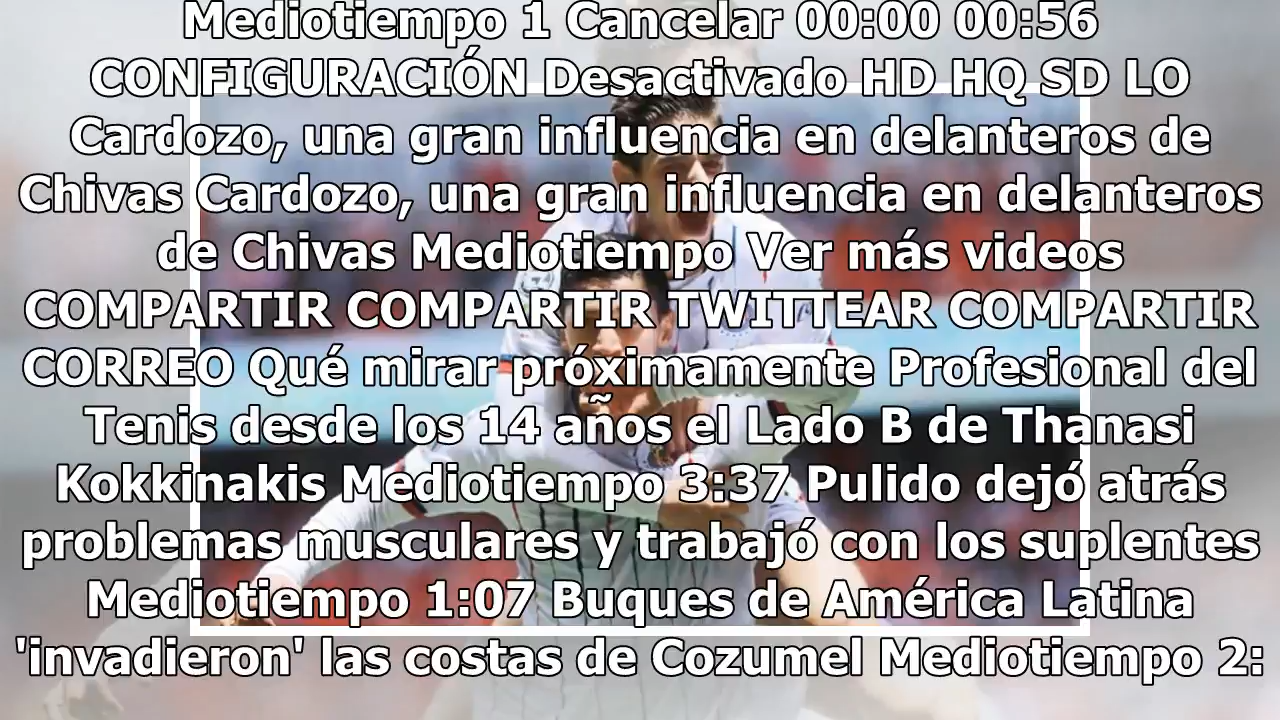 Mediotiempo 1 Cancelar 00:00 00:56
CONFIGURACIÓN Desactivado HD HQ SD LO
Cardozo, una gran influencia en delanteros de
Chivas Cardozo, una gran influencia en delanteros
de Chivas Mediotiempo Ver más videos
COMPARTIR COMPARTIR TWITTEAR COMPARTIR
CORREO Qué mirar próximamente Profesional del
Tenis desde los 14 años el Lado B de Thanasi
Kokkinakis Mediotiempo 3:37 Pulido dejó atrás
problemas musculares y trabajó con los suplentes
Mediotiempo 1:07 Buques de América Latina
'invadieron' las costas de Cozumel Mediotiempo 2: